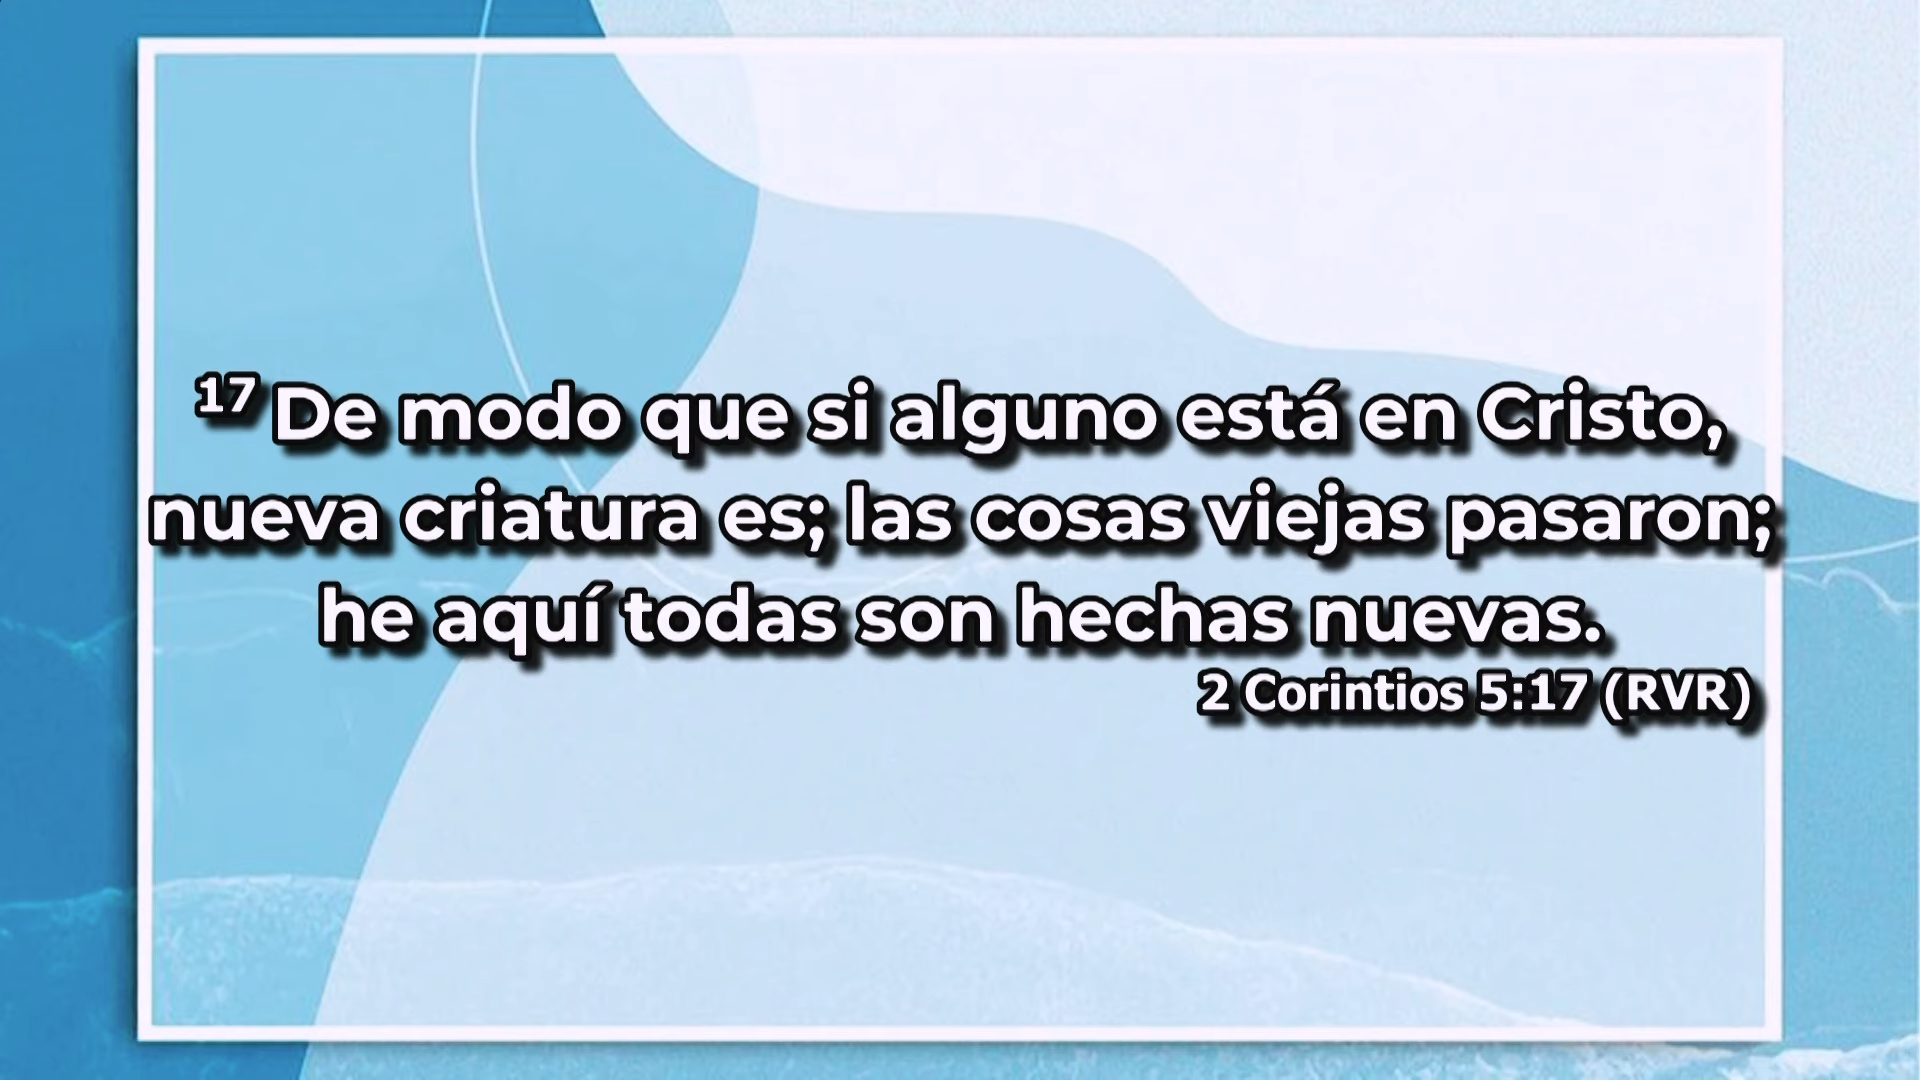 17 De modo que si alguno está en Cristo,
nueva criatura es; las cosas viejas pasaron;
he aquí todas son hechas nuevas.
2 Corintios 5:17 (RVR)